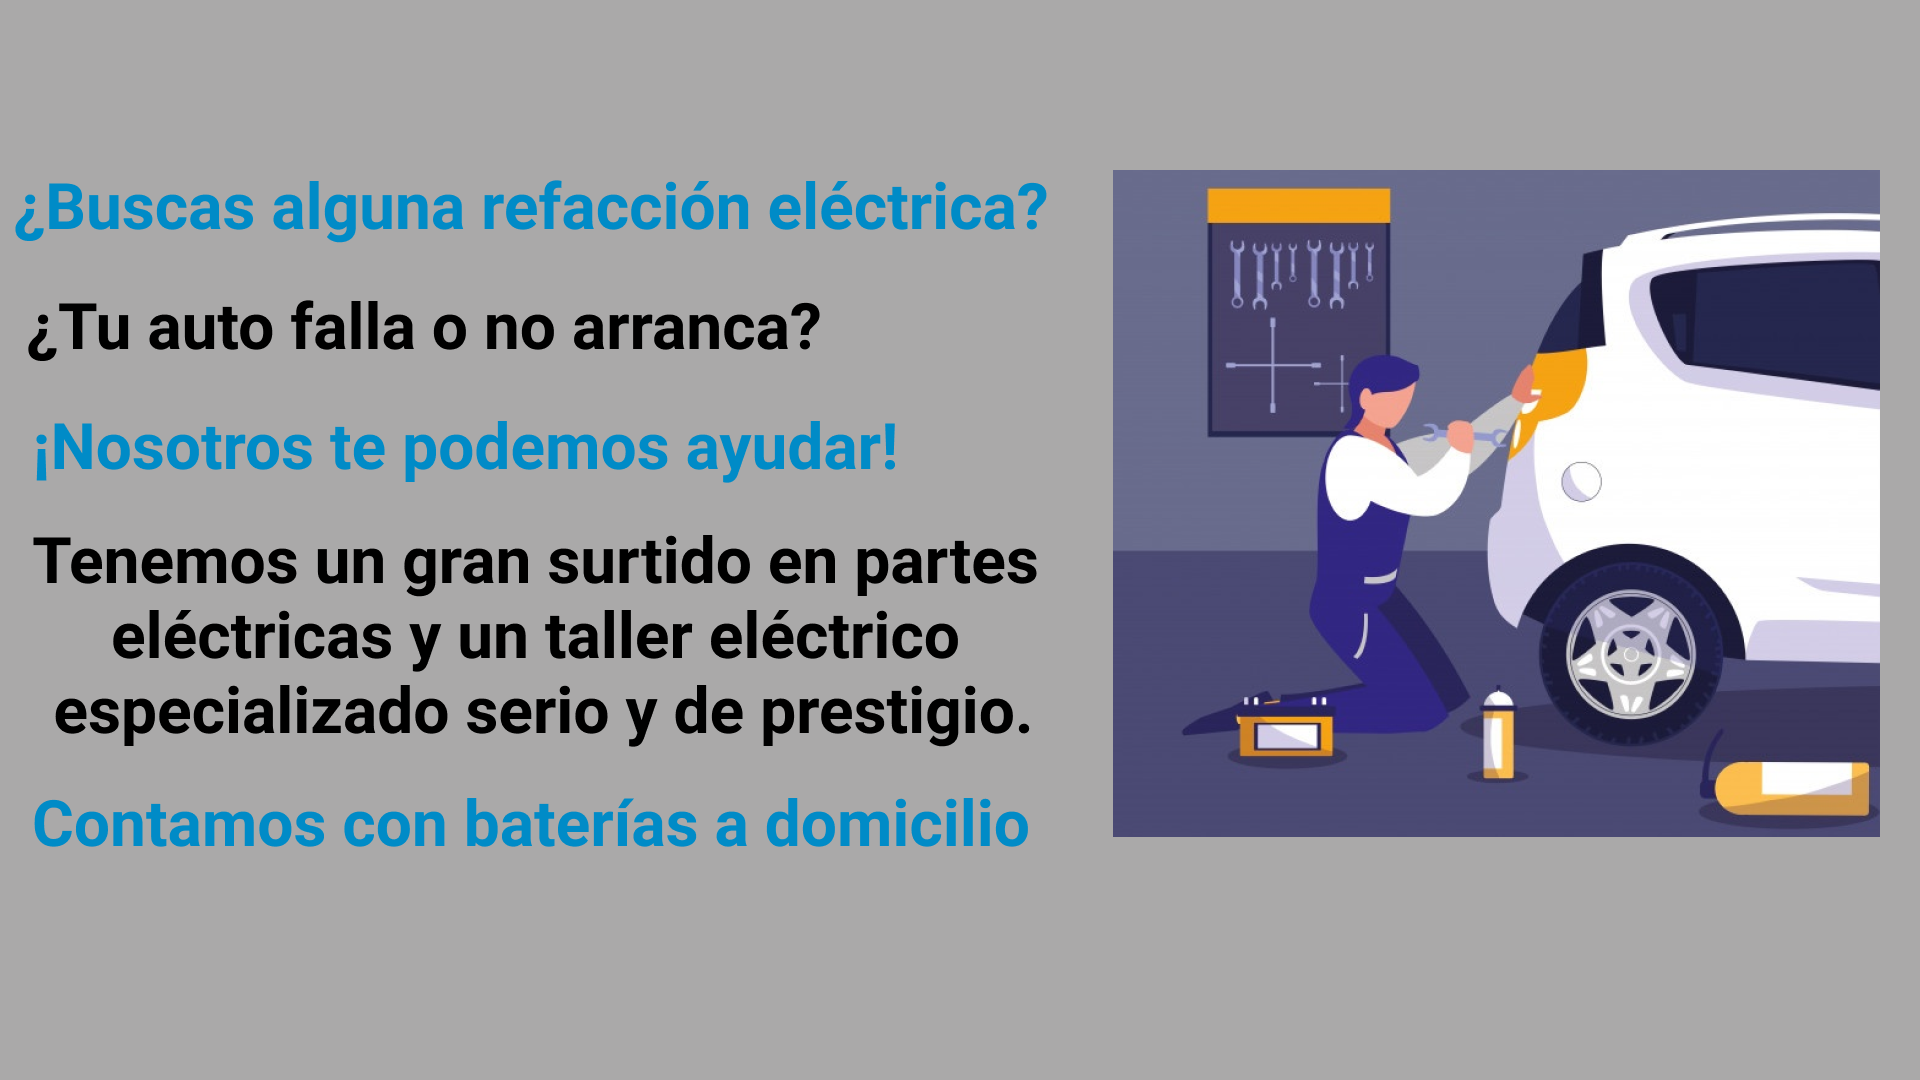 ¿Buscas alguna refacción eléctrica?
¿Tu auto falla o no arranca?
¡Nosotros te podemos ayudar!
Tenemos un gran surtido en partes
eléctricas y un taller eléctrico
especializado serio y de prestigio.
Contamos con baterías a domicilio